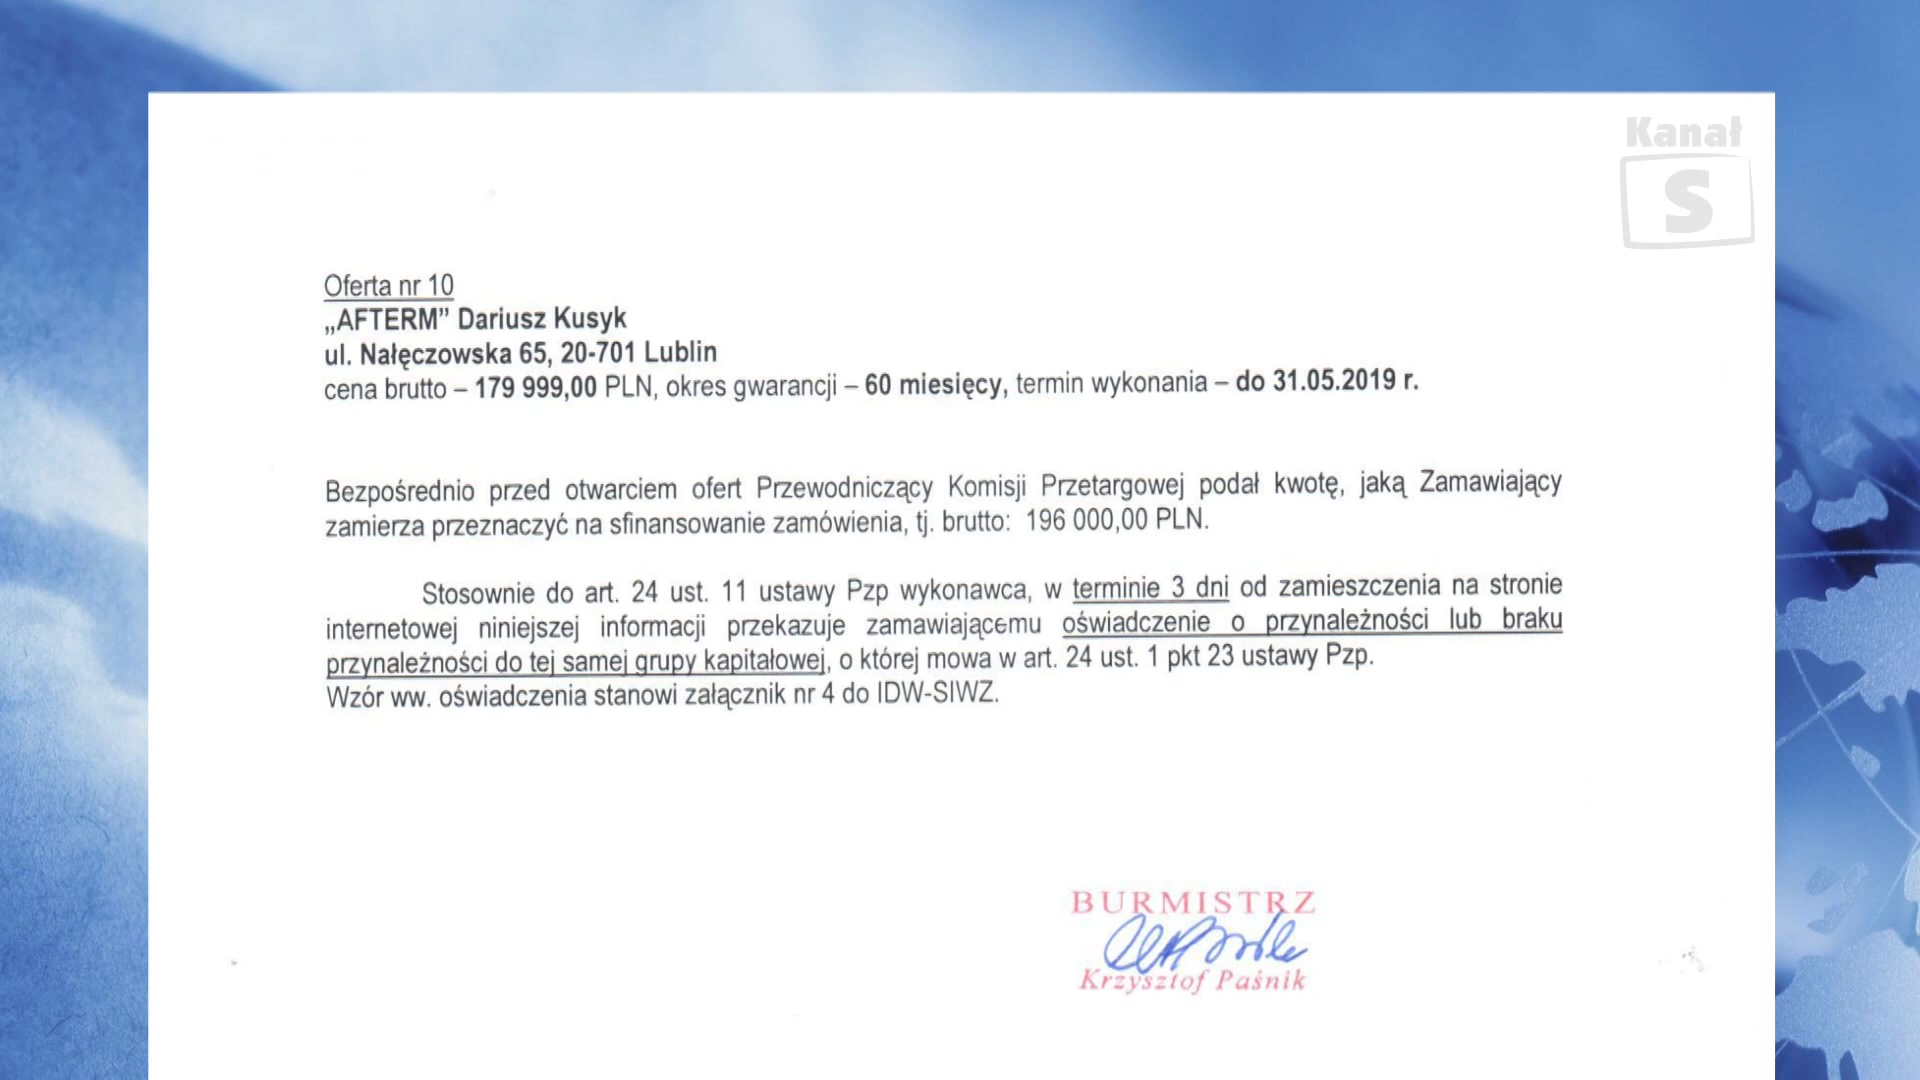 Kanał
S
Oferta nr 10
„AFTERM” Dariusz Kusyk
ul. Nałęczowska 65, 20-701 Lublin
cena brutto – 179 999,00 PLN, okres gwarancji – 60 miesięcy, termin wykonania – do 31.05.2019 r.
Bezpośrednio przed otwarciem ofert Przewodniczący Komisji Przetargowej podał kwotę, jaką Zamawiający
zamierza przeznaczyć na sfinansowanie zamówienia, tj. brutto: 196 000,00 PLN.
Stosownie do art. 24 ust. 11 ustawy Pzp wykonawca, w terminie 3 dni od zamieszczenia na stronie
internetowej niniejszej informacji przekazuje zamawiającemu oświadczenie o przynależności lub braku
przynależności do tej samej grupy kapitałowej, o której mowa w art. 24 ust. 1 pkt 23 ustawy Pzp.
Wzór ww. oświadczenia stanowi załącznik nr 4 do IDW-SIWZ.
BURMISTRZ
Krzysztof Paśnik